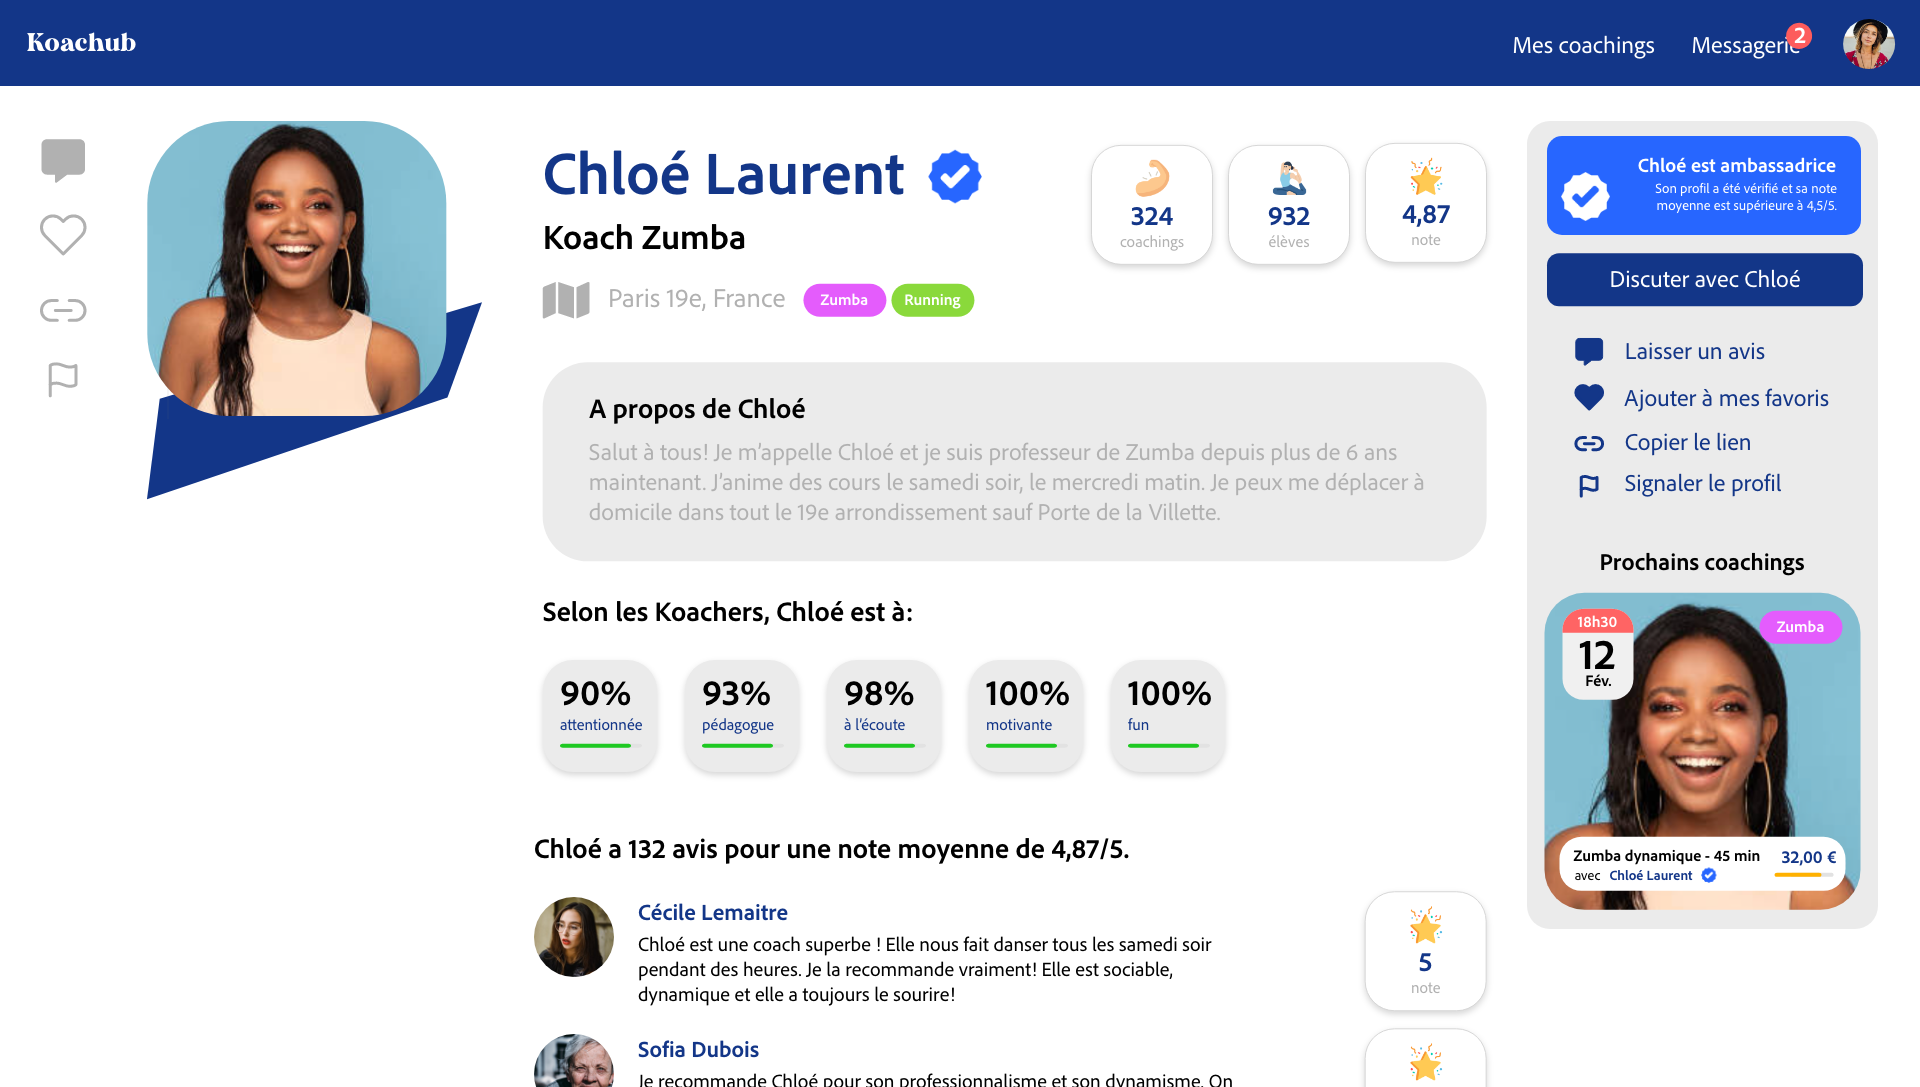 Koachub
Mes coachings
Messagerie
2
Chloé Laurent
Koach Zumba
Paris 19e, France
Zumba
Running
324
coachings
932
élèves
4,87
note
A propos de Chloé
Salut à tous! Je m’appelle Chloé et je suis professeur de Zumba depuis plus de 6 ans
maintenant. J’anime des cours le samedi soir, le mercredi matin. Je peux me déplacer à
domicile dans tout le 19e arrondissement sauf Porte de la Villette.
Selon les Koachers, Chloé est à:
90%
attentionnée
93%
pédagogue
98%
à l’écoute
100%
motivante
100%
fun
Chloé a 132 avis pour une note moyenne de 4,87/5.
Cécile Lemaitre
Chloé est une coach superbe ! Elle nous fait danser tous les samedi soir
pendant des heures. Je la recommande vraiment! Elle est sociable,
dynamique et elle a toujours le sourire!
5
note
Sofia Dubois
Je recommande Chloé pour son professionnalisme et son dynamisme. On
Chloé est ambassadrice
Son profil a été vérifié et sa note
moyenne est supérieure à 4,5/5.
Discuter avec Chloé
Laisser un avis
Ajouter à mes favoris
Copier le lien
Signaler le profil
Prochains coachings
18h30
12
Fév.
Zumba
Zumba dynamique - 45 min
32,00 €
avec Chloé Laurent